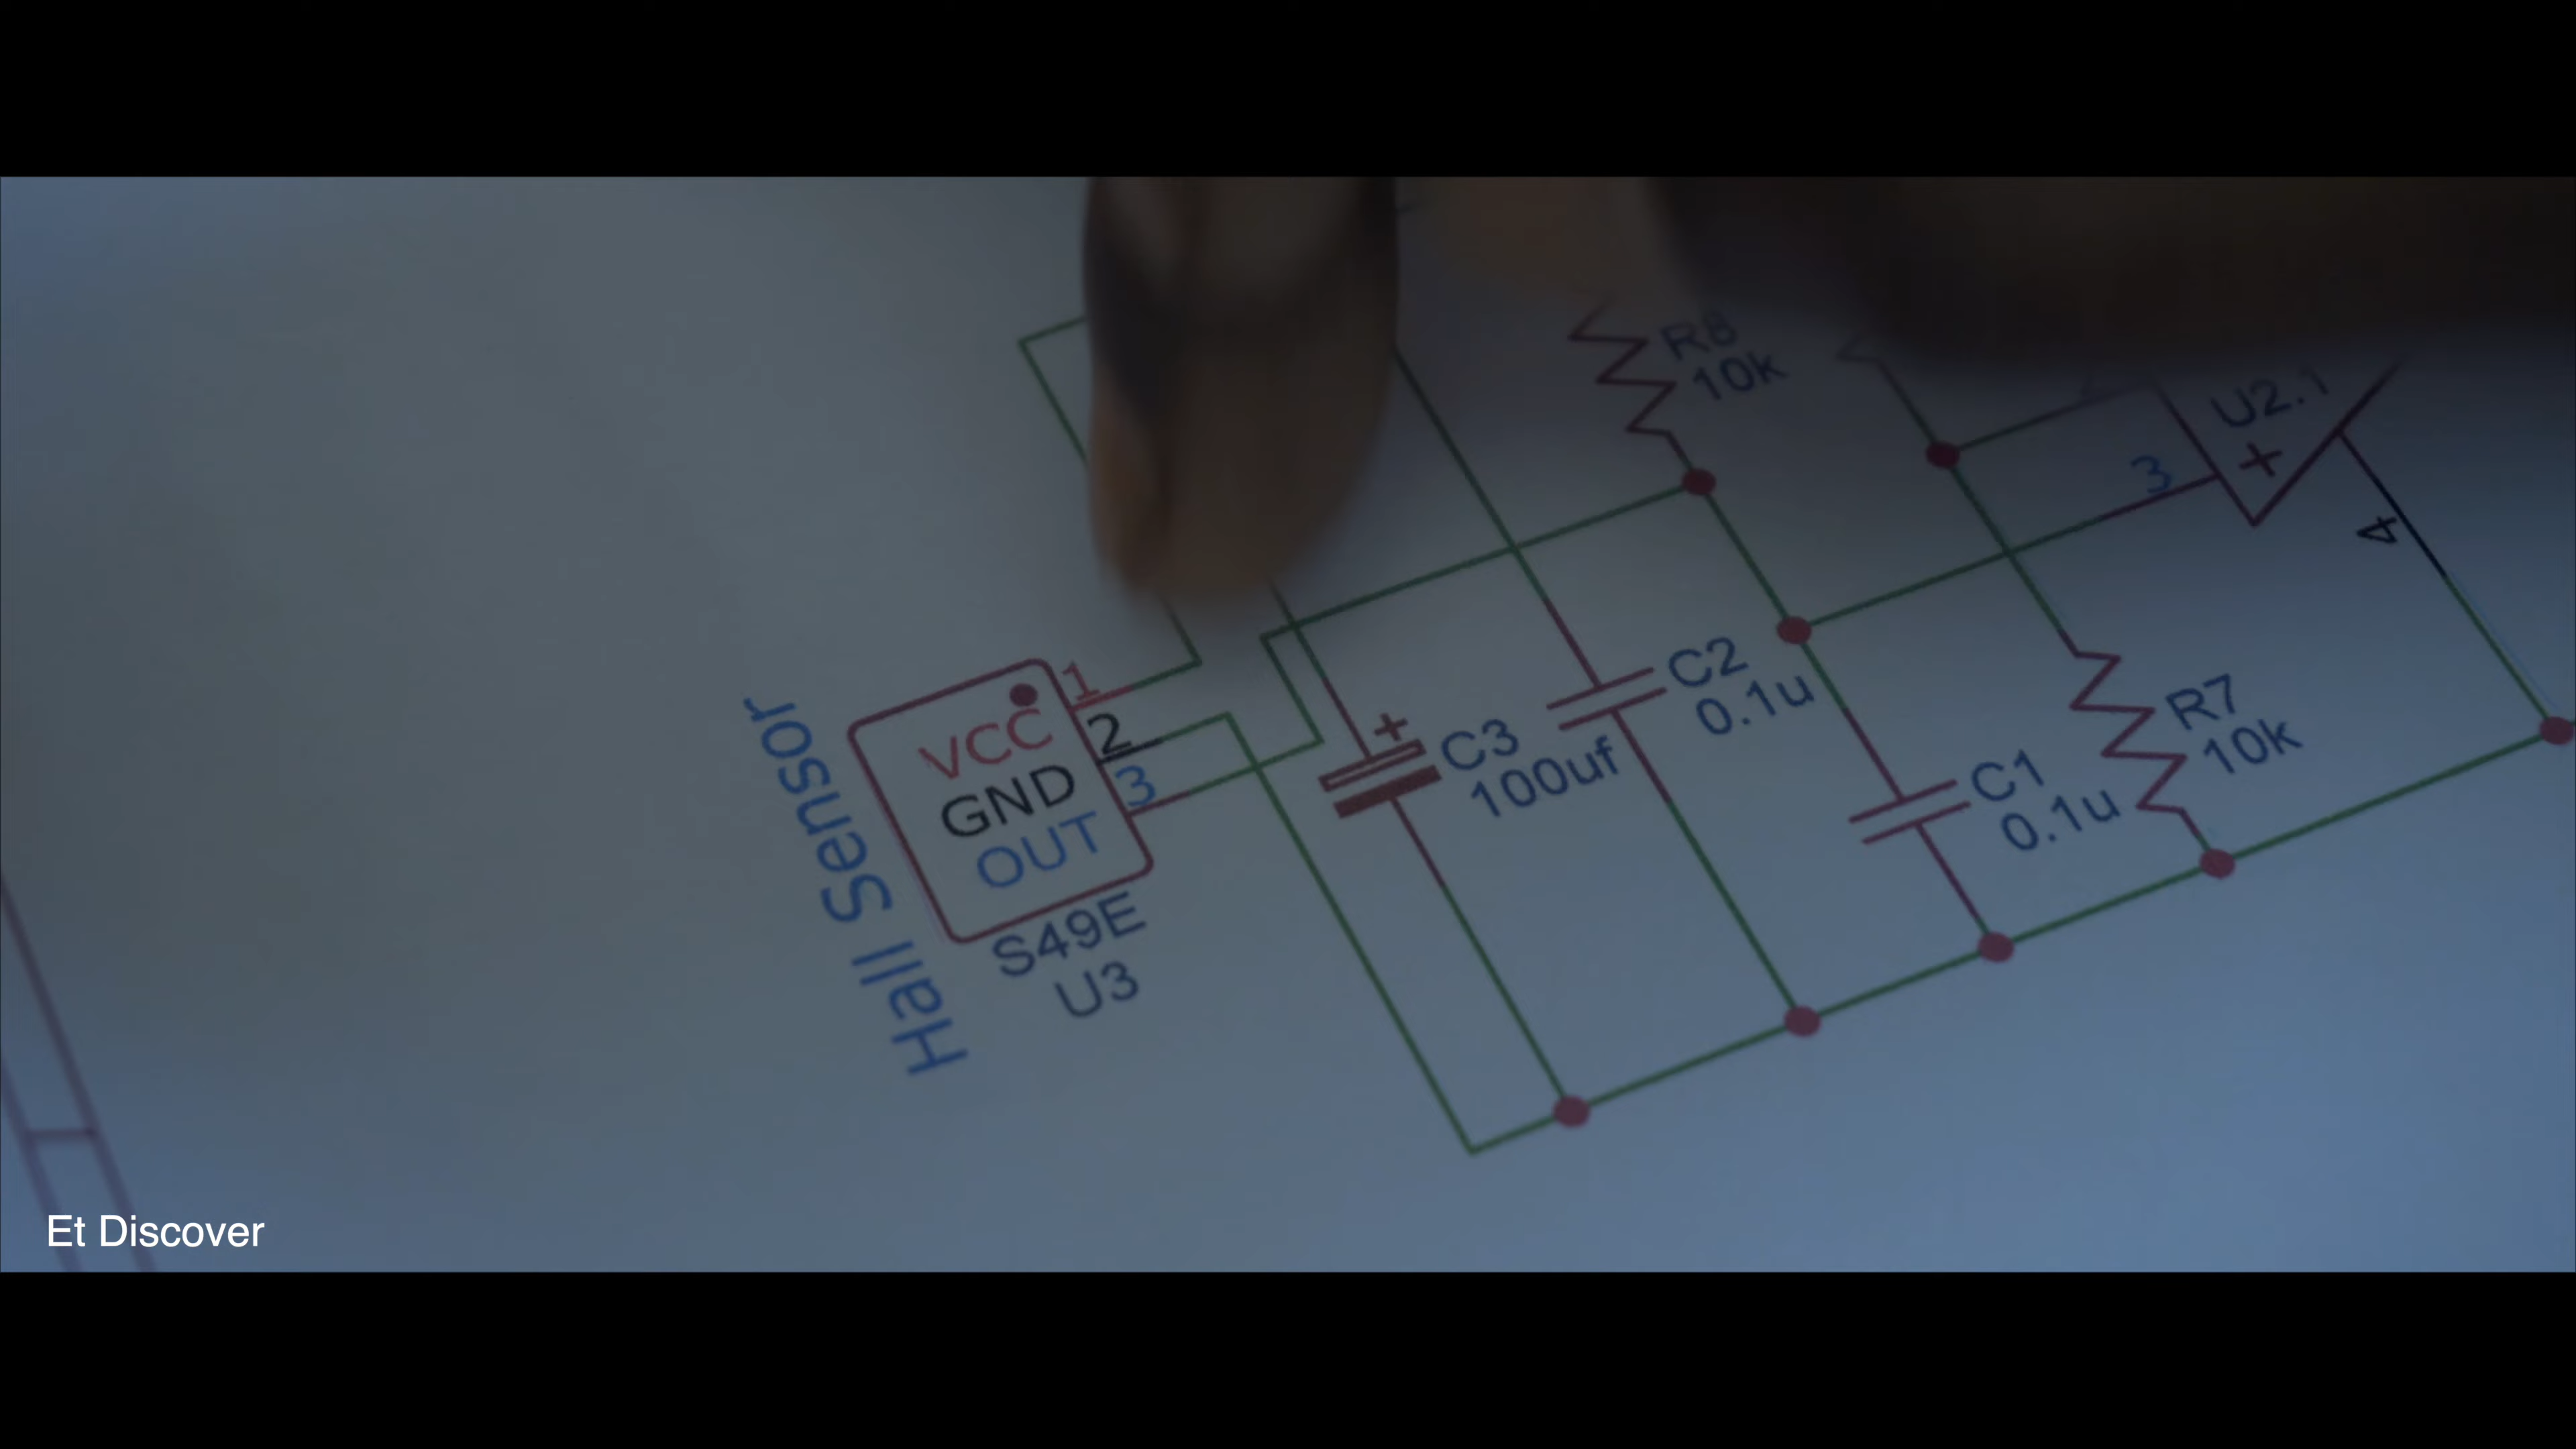 R8
10k
U2.1
+
3
4
1
2
3
VCC
GND
OUT
Hall Sensor
S49E
U3
+
C3
100uf
C2
0.1u
C1
0.1u
R7
10k
Et Discover